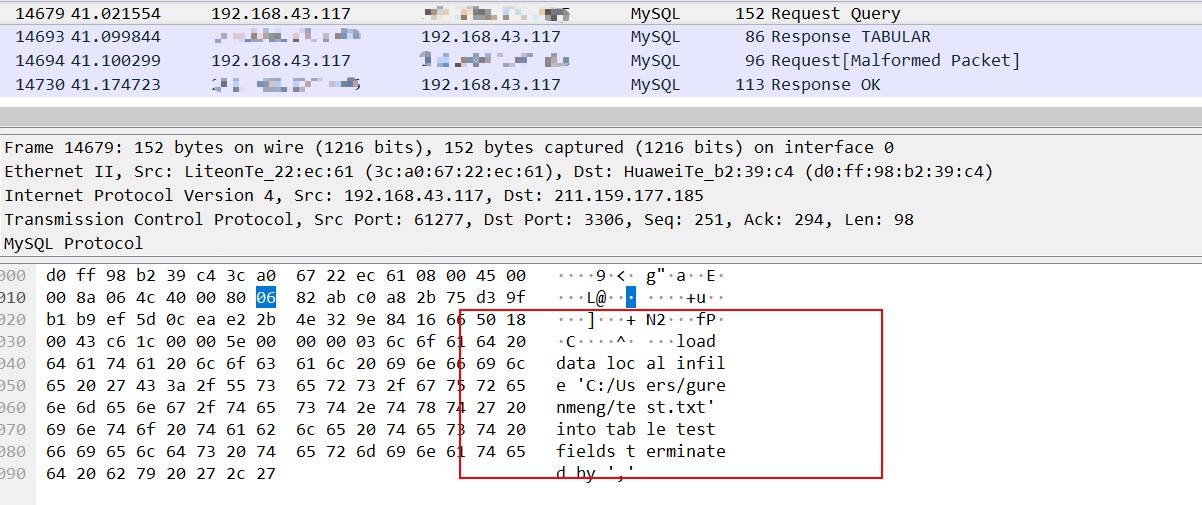 14679 41.021554 192.168.43.117 MySQL 152 Request Query
14693 41.099844 192.168.43.117 MySQL 86 Response TABULAR
14694 41.100299 192.168.43.117 MySQL 96 Request[Malformed Packet]
14730 41.174723 192.168.43.117 MySQL 113 Response OK
Frame 14679: 152 bytes on wire (1216 bits), 152 bytes captured (1216 bits) on interface 0
Ethernet II, Src: LiteonTe_22:ec:61 (3c:a0:67:22:ec:61), Dst: HuaweiTe_b2:39:c4 (d0:ff:98:b2:39:c4)
Internet Protocol Version 4, Src: 192.168.43.117, Dst: 211.159.177.185
Transmission Control Protocol, Src Port: 61277, Dst Port: 3306, Seq: 251, Ack: 294, Len: 98
MySQL Protocol
000 d0 ff 98 b2 39 c4 3c a0 67 22 ec 61 08 00 45 00 ····9·<· g"·a··E·
010 00 8a 06 4c 40 00 80 06 82 ab c0 a8 2b 75 d3 9f ···L@··· ····+u··
020 b1 b9 ef 5d 0c ea e2 2b 4e 32 9e 84 16 66 50 18 ···]···+ N2···fP·
030 00 43 c6 1c 00 00 5e 00 00 00 03 6c 6f 61 64 20 ·C····^· ···load
040 64 61 74 61 20 6c 6f 63 61 6c 20 69 6e 66 69 6c data loc al infil
050 65 20 27 43 3a 2f 55 73 65 72 73 2f 67 75 72 65 e 'C:/Us ers/gure
060 6e 6d 65 6e 67 2f 74 65 73 74 2e 74 78 74 27 20 nmeng/te st.txt'
070 69 6e 74 6f 20 74 61 62 6c 65 20 74 65 73 74 20 into tab le test
080 66 69 65 6c 64 73 20 74 65 72 6d 69 6e 61 74 65 fields t erminate
090 64 20 62 79 20 27 2c 27 d by ','